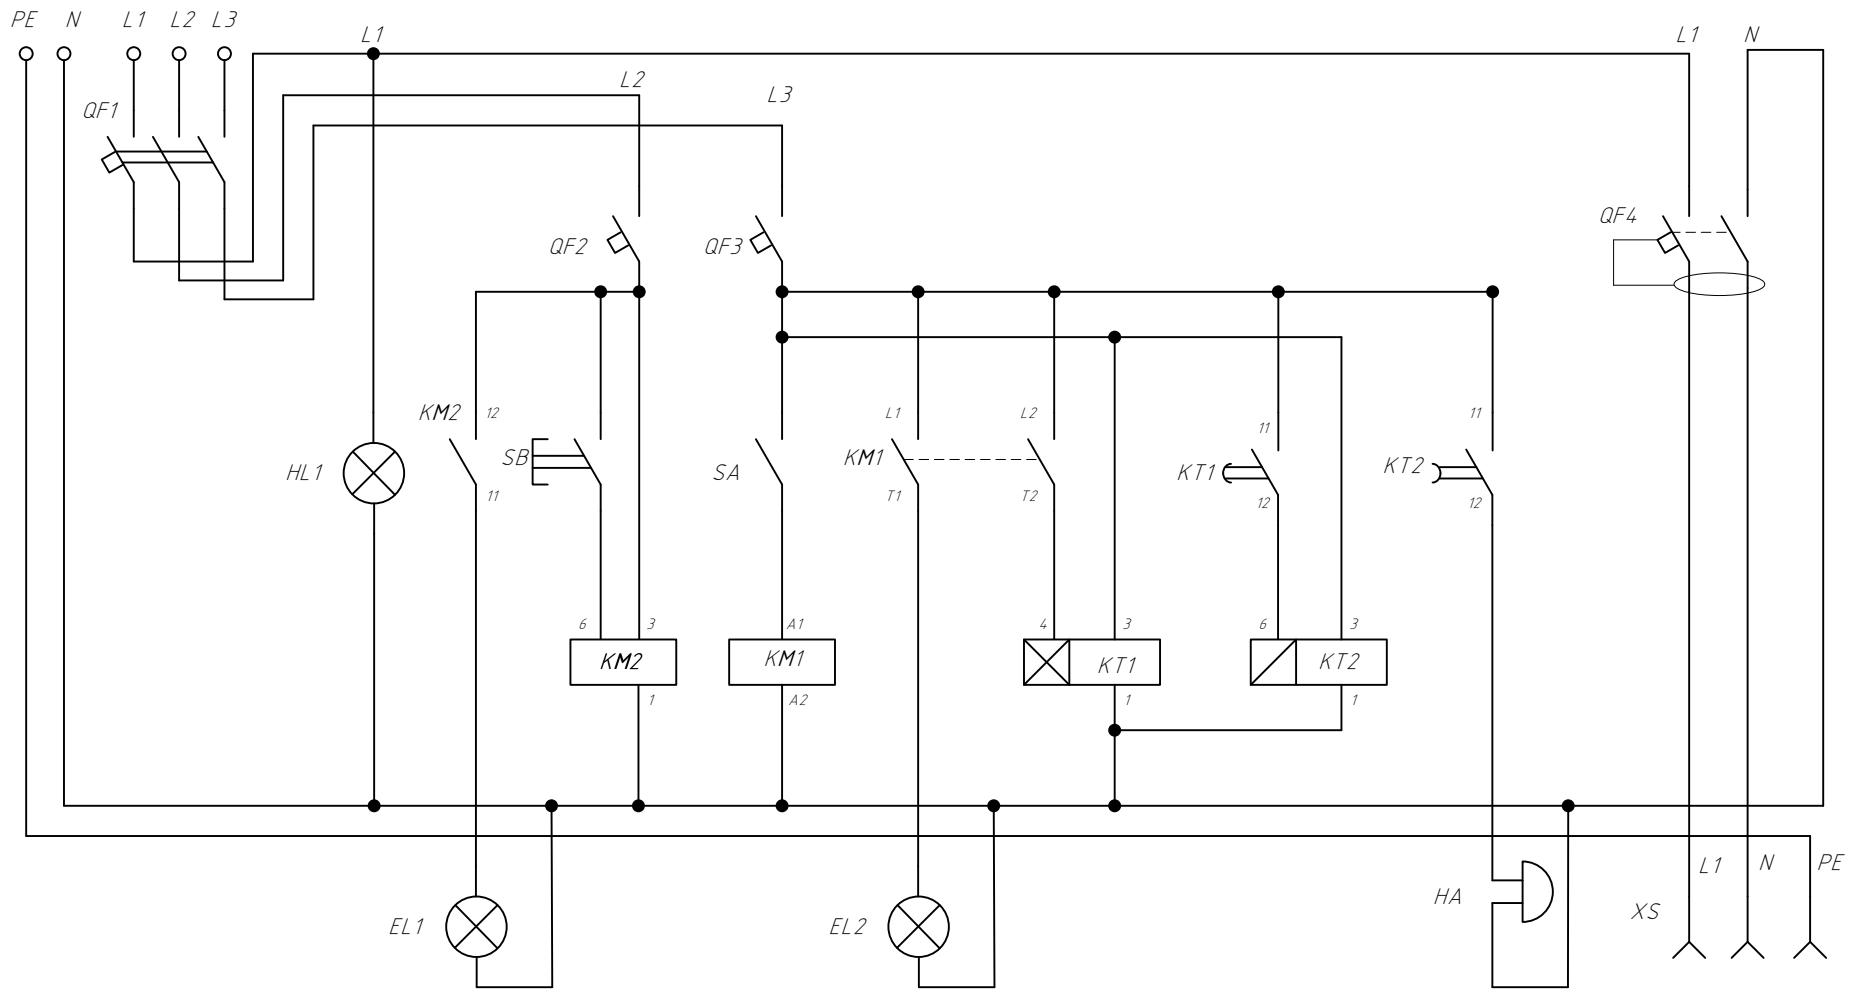 PE N L1 L2 L3
L1
L1 N
L2
L3
QF1
QF2
QF3
QF4
KM2 12
L1
L2
11
11
HL1
SB
SA
KM1
KT1
KT2
11
T1
T2
12
12
6 3
A1
4 3
6 3
KM2
KM1
KT1
KT2
1
A2
1
1
L1 N PE
HA
XS
EL1
EL2